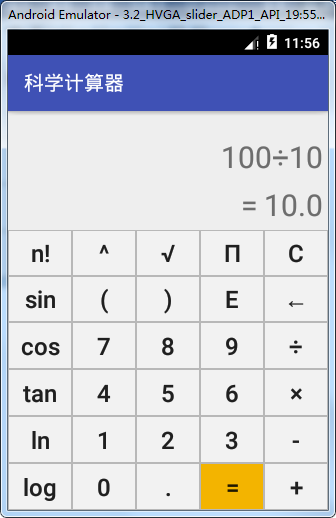 Android Emulator - 3.2_HVGA_slider_ADP1_API_19:55...
11:56
科学计算器
100÷10
= 10.0
n! ^ √ Π C
sin ( ) E ←
cos 7 8 9 ÷
tan 4 5 6 ×
ln 1 2 3 -
log 0 . = +